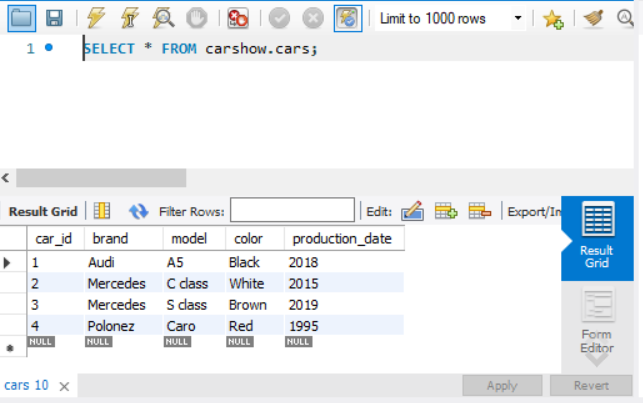 Limit to 1000 rows
1 SELECT * FROM carshow.cars;
Result Grid Filter Rows: Edit: Export/In
car_id brand model color production_date
1 Audi A5 Black 2018
2 Mercedes C class White 2015
3 Mercedes S class Brown 2019
4 Polonez Caro Red 1995
NULL NULL NULL NULL NULL
Result
Grid
Form
Editor
cars 10 Apply Revert